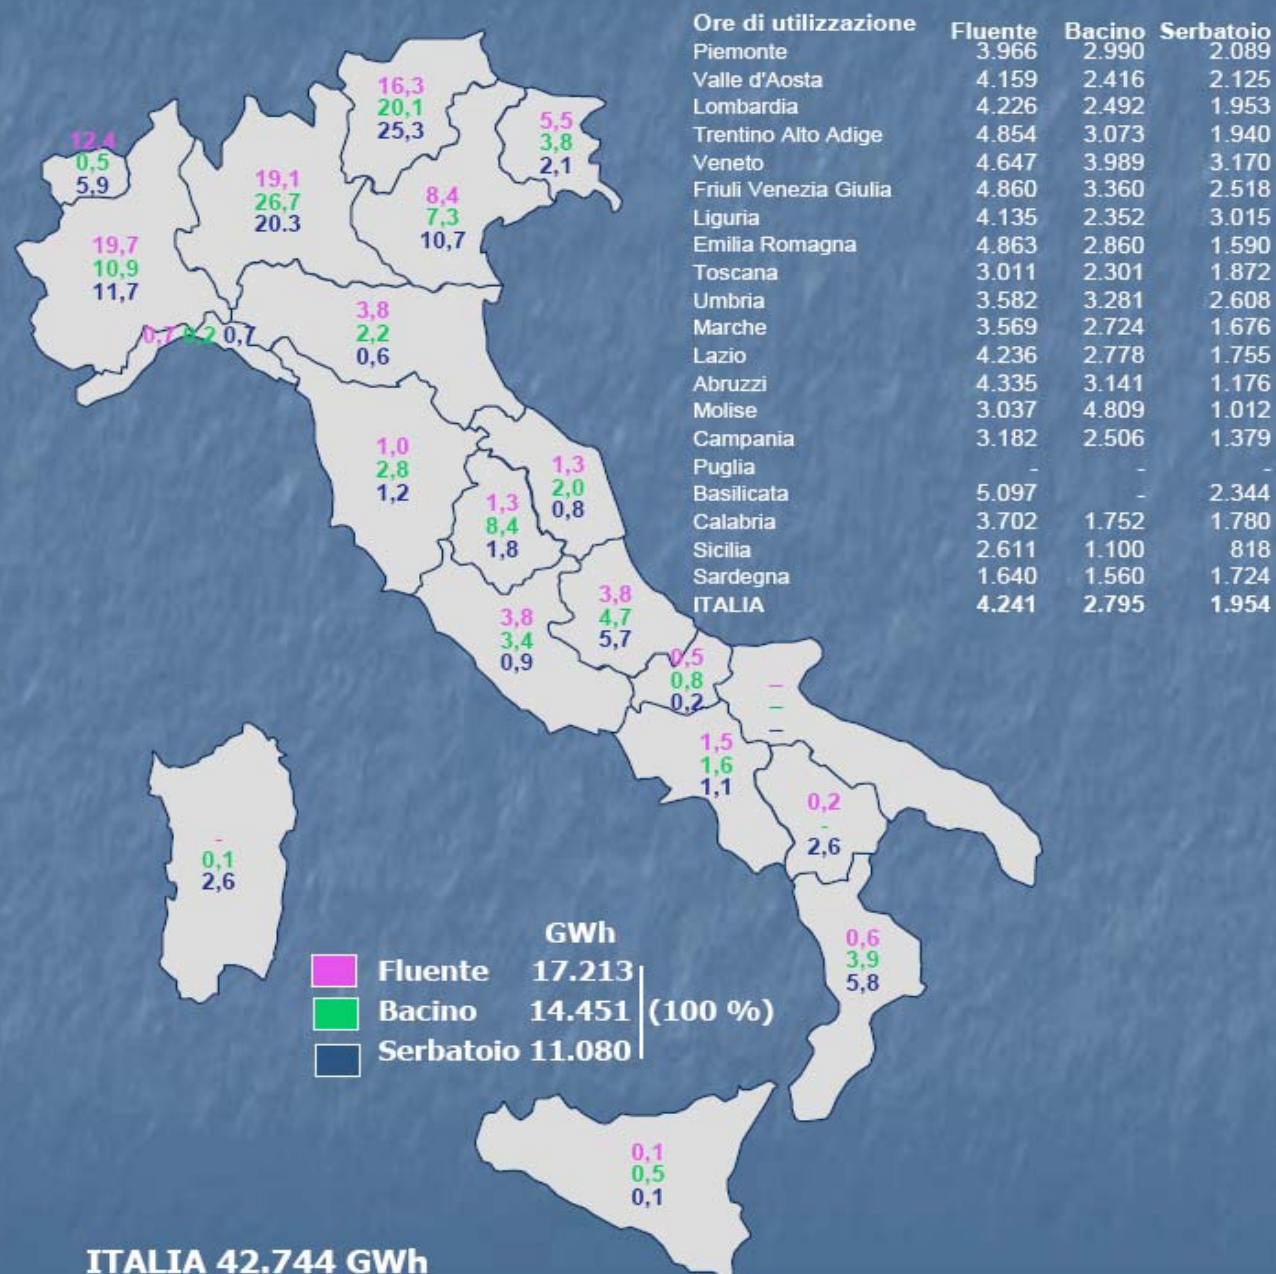 Ore di utilizzazione Fluente Bacino Serbatoio
Piemonte 3.966 2.990 2.089
Valle d'Aosta 4.159 2.416 2.125
Lombardia 4.226 2.492 1.953
Trentino Alto Adige 4.854 3.073 1.940
Veneto 4.647 3.989 3.170
Friuli Venezia Giulia 4.860 3.360 2.518
Liguria 4.135 2.352 3.015
Emilia Romagna 4.863 2.860 1.590
Toscana 3.011 2.301 1.872
Umbria 3.582 3.281 2.608
Marche 3.569 2.724 1.676
Lazio 4.236 2.778 1.755
Abruzzi 4.335 3.141 1.176
Molise 3.037 4.809 1.012
Campania 3.182 2.506 1.379
Puglia - - -
Basilicata 5.097 - 2.344
Calabria 3.702 1.752 1.780
Sicilia 2.611 1.100 818
Sardegna 1.640 1.560 1.724
ITALIA 4.241 2.795 1.954
16,3
20,1
25,3
5,5
3,8
2,1
12,4
0,5
5,9
19,1
26,7
20.3
8,4
7,3
10,7
19,7
10,9
11,7
3,8
2,2
0,6
0,7 0,2 0,7
1,0
2,8
1,2
1,3
2,0
0,8
1,3
8,4
1,8
3,8
4,7
5,7
3,8
3,4
0,9
0,5
0,8
0,2
–
–
–
1,5
1,6
1,1
0,2
-
2,6
-
0,1
2,6
0,6
3,9
5,8
GWh
Fluente 17.213
Bacino 14.451 (100 %)
Serbatoio 11.080
0,1
0,5
0,1
ITALIA 42.744 GWh